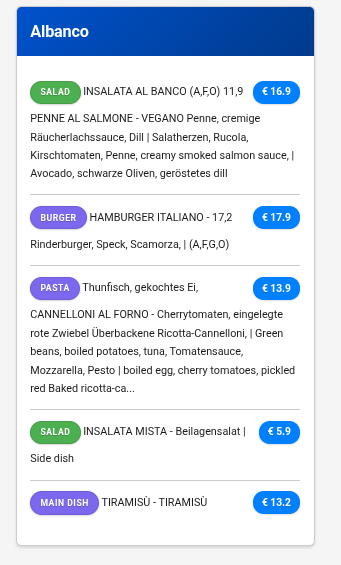 Albanco
SALAD INSALATA AL BANCO (A,F,O) 11,9 € 16.9
PENNE AL SALMONE - VEGANO Penne, cremige
Räucherlachssauce, Dill | Salatherzen, Rucola,
Kirschtomaten, Penne, creamy smoked salmon sauce, |
Avocado, schwarze Oliven, geröstetes dill
BURGER HAMBURGER ITALIANO - 17,2 € 17.9
Rinderburger, Speck, Scamorza, | (A,F,G,O)
PASTA Thunfisch, gekochtes Ei, € 13.9
CANNELLONI AL FORNO - Cherrytomaten, eingelegte
rote Zwiebel Überbackene Ricotta-Cannelloni, | Green
beans, boiled potatoes, tuna, Tomatensauce,
Mozzarella, Pesto | boiled egg, cherry tomatoes, pickled
red Baked ricotta-ca...
SALAD INSALATA MISTA - Beilagensalat | € 5.9
Side dish
MAIN DISH TIRAMISÙ - TIRAMISÙ € 13.2